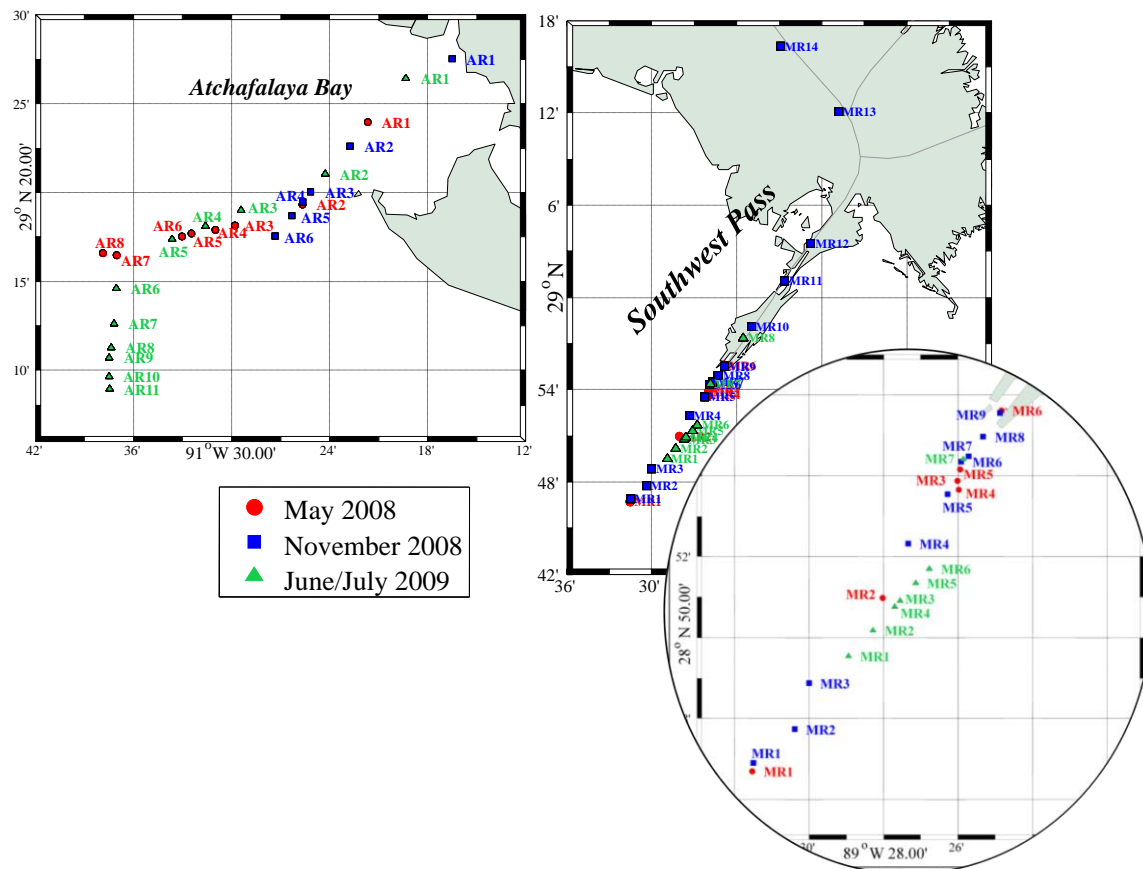 30'
25'
29° N 20.00'
15'
10'
42'
36'
91° W 30.00'
24'
18'
12'
Atchafalaya Bay
AR1
AR1
AR1
AR2
AR2
AR3
AR4
AR2
AR3
AR5
AR4
AR3
AR6
AR6
AR4
AR5
AR5
AR8
AR7
AR6
AR7
AR8
AR9
AR10
AR11
May 2008
November 2008
June/July 2009
18'
12'
6'
29° N
54'
48'
42'
36'
30'
Southwest Pass
MR14
MR13
MR12
MR11
MR10
MR8
MR9
MR8
MR5
MR4
MR6
MR5
MR2
MR1
MR3
MR2
MR1
MR1
52'
28° N 50.00'
89° W 28.00'
26'
MR9
MR6
MR8
MR7
MR7
MR6
MR5
MR3
MR4
MR5
MR4
MR6
MR5
MR2
MR3
MR4
MR2
MR1
MR3
MR2
MR1
MR1